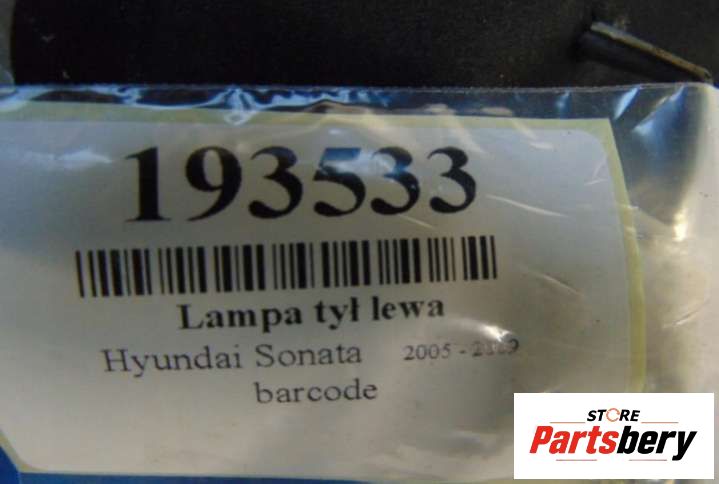 193533
Lampa tył lewa
Hyundai Sonata 2005 -
barcode
STORE
Partsbery